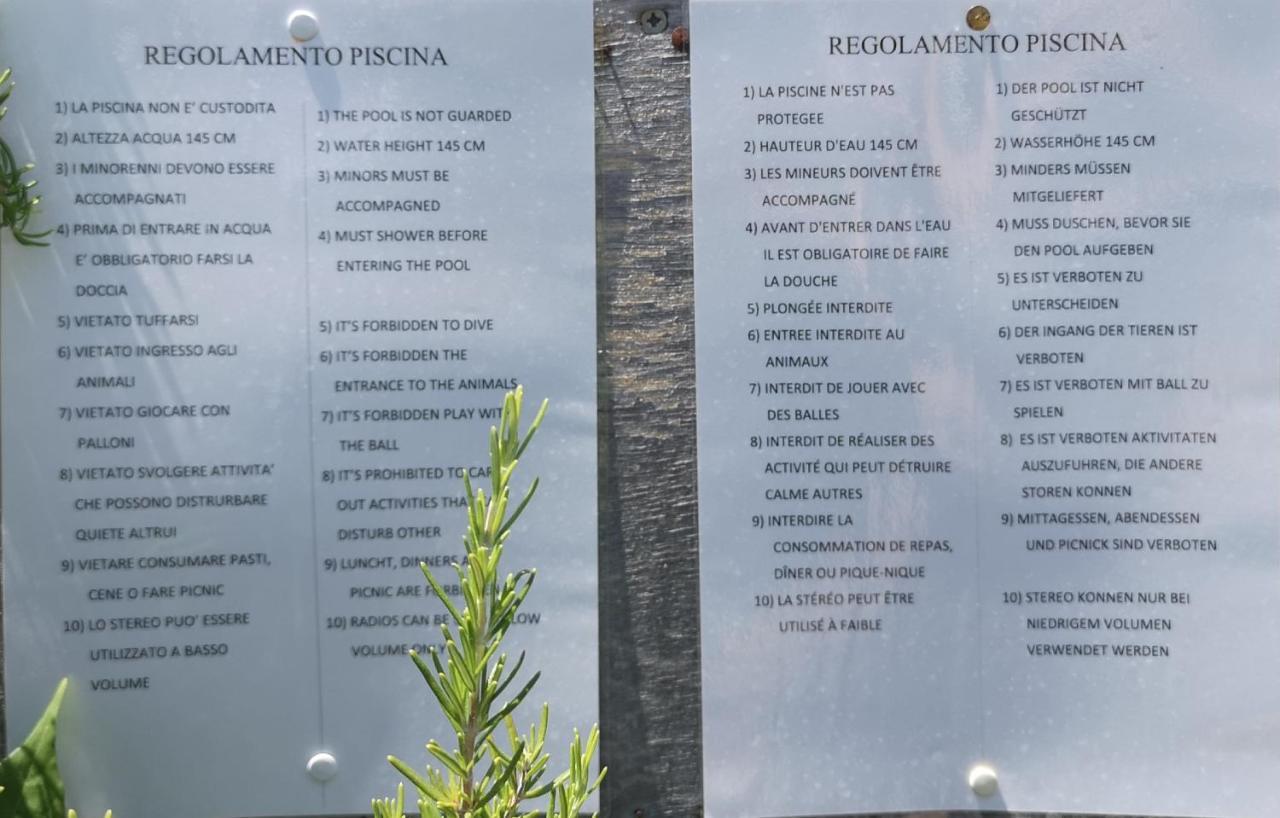 REGOLAMENTO PISCINA
1) LA PISCINA NON E' CUSTODITA
2) ALTEZZA ACQUA 145 CM
3) I MINORENNI DEVONO ESSERE
ACCOMPAGNATI
4) PRIMA DI ENTRARE IN ACQUA
E' OBBLIGATORIO FARSI LA
DOCCIA
5) VIETATO TUFFARSI
6) VIETATO INGRESSO AGLI
ANIMALI
7) VIETATO GIOCARE CON
PALLONI
8) VIETATO SVOLGERE ATTIVITA'
CHE POSSONO DISTRURBARE
QUIETE ALTRUI
9) VIETARE CONSUMARE PASTI,
CENE O FARE PICNIC
10) LO STEREO PUO' ESSERE
UTILIZZATO A BASSO
VOLUME
1) THE POOL IS NOT GUARDED
2) WATER HEIGHT 145 CM
3) MINORS MUST BE
ACCOMPAGNED
4) MUST SHOWER BEFORE
ENTERING THE POOL
5) IT'S FORBIDDEN TO DIVE
6) IT'S FORBIDDEN THE
ENTRANCE TO THE ANIMALS
7) IT'S FORBIDDEN PLAY
THE BALL
8) IT'S PROHIBITED TO
OUT ACTIVITIES
DISTURB OTHER
9) LUNCHT, DINNERS
PICNIC ARE
10) RADIOS CAN BE
VOLUME ONLY
REGOLAMENTO PISCINA
1) LA PISCINE N'EST PAS
PROTEGEE
2) HAUTEUR D'EAU 145 CM
3) LES MINEURS DOIVENT ÊTRE
ACCOMPAGNÉ
4) AVANT D'ENTRER DANS L'EAU
IL EST OBLIGATOIRE DE FAIRE
LA DOUCHE
5) PLONGÉE INTERDITE
6) ENTREE INTERDITE AU
ANIMAUX
7) INTERDIT DE JOUER AVEC
DES BALLES
8) INTERDIT DE RÉALISER DES
ACTIVITÉ QUI PEUT DÉTRUIRE
CALME AUTRES
9) INTERDIRE LA
CONSOMMATION DE REPAS,
DÎNER OU PIQUE-NIQUE
10) LA STÉRÉO PEUT ÊTRE
UTILISÉ À FAIBLE
1) DER POOL IST NICHT
GESCHÜTZT
2) WASSERHÖHE 145 CM
3) MINDERS MÜSSEN
MITGELIEFERT
4) MUSS DUSCHEN, BEVOR SIE
DEN POOL AUFGEBEN
5) ES IST VERBOTEN ZU
UNTERSCHEIDEN
6) DER INGANG DER TIEREN IST
VERBOTEN
7) ES IST VERBOTEN MIT BALL ZU
SPIELEN
8) ES IST VERBOTEN AKTIVITATEN
AUSZUFUHREN, DIE ANDERE
STOREN KONNEN
9) MITTAGESSEN, ABENDESSEN
UND PICNICK SIND VERBOTEN
10) STEREO KONNEN NUR BEI
NIEDRIGEM VOLUMEN
VERWENDET WERDEN